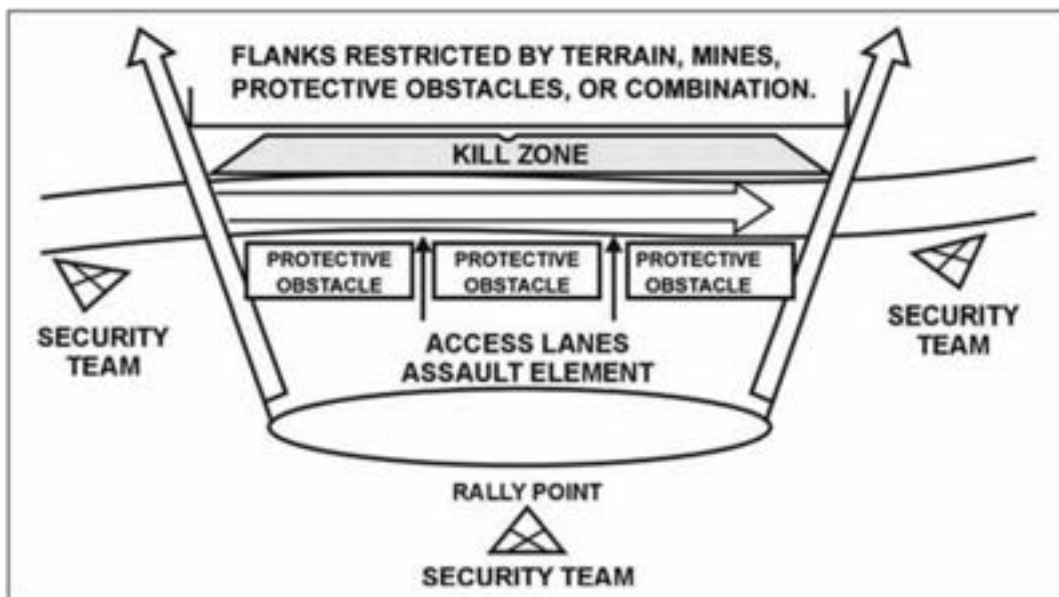 FLANKS RESTRICTED BY TERRAIN, MINES,
PROTECTIVE OBSTACLES, OR COMBINATION.
KILL ZONE
PROTECTIVE
OBSTACLE
PROTECTIVE
OBSTACLE
PROTECTIVE
OBSTACLE
SECURITY
TEAM
ACCESS LANES
ASSAULT ELEMENT
SECURITY
TEAM
RALLY POINT
SECURITY TEAM